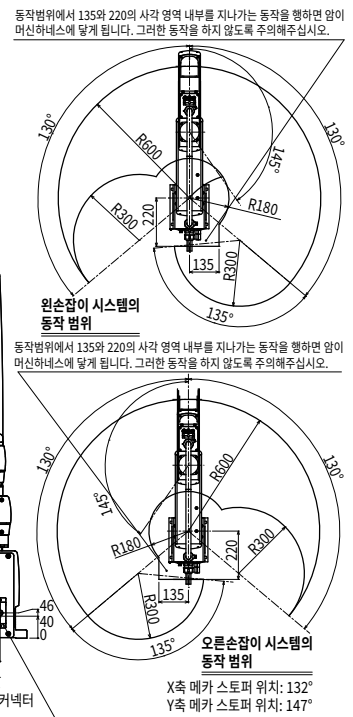 동작범위에서 135와 220의 사각 영역 내부를 지나가는 동작을 행하면 암이
머신하네스에 닿게 됩니다. 그러한 동작을 하지 않도록 주의해주십시오.
130°
130°
R600
145°
R300
R180
220
R300
135
135°
왼손잡이 시스템의
동작 범위
동작범위에서 135와 220의 사각 영역 내부를 지나가는 동작을 행하면 암이
머신하네스에 닿게 됩니다. 그러한 동작을 하지 않도록 주의해주십시오.
130°
130°
R600
145°
R180
220
R300
135
R300
135°
46
40
0
오른손잡이 시스템의
동작 범위
X축 메카 스토퍼 위치: 132°
Y축 메카 스토퍼 위치: 147°
커넥터